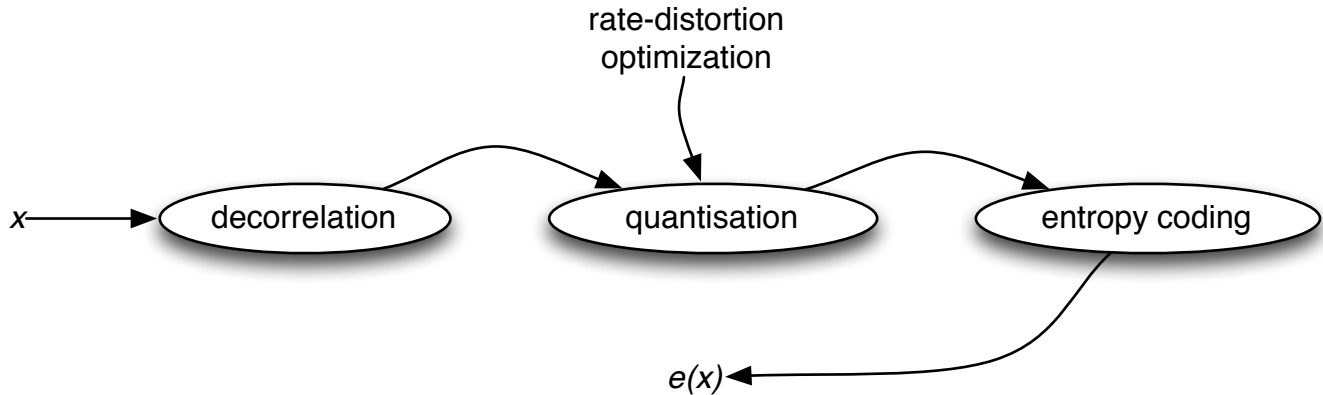 rate-distortion
optimization
x
decorrelation
quantisation
entropy coding
e(x)